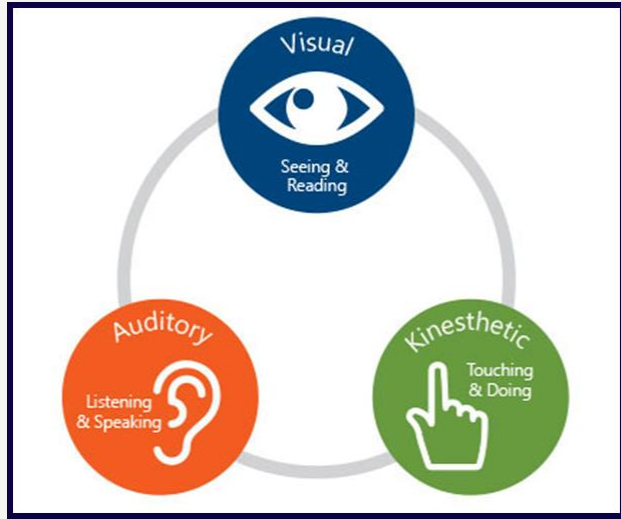 Visual
Seeing &
Reading
Auditory
Listening
& Speaking
Kinesthetic
Touching
& Doing